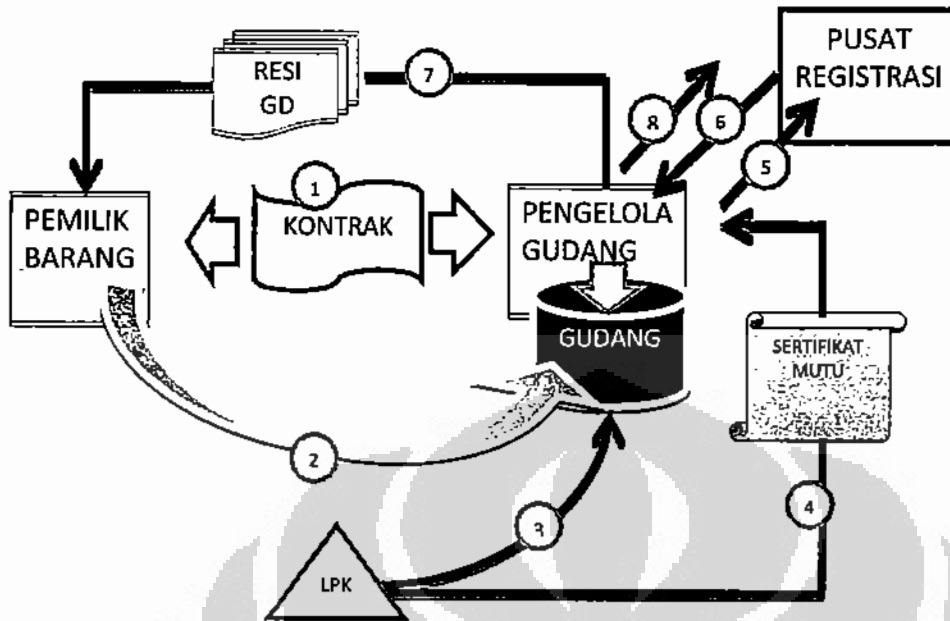 RESI
GD
7
PUSAT
REGISTRASI
8
6
5
1
KONTRAK
PEMILIK
BARANG
PENGELOLA
GUDANG
GUDANG
SERTIFIKAT
MUTU
2
3
4
LPK